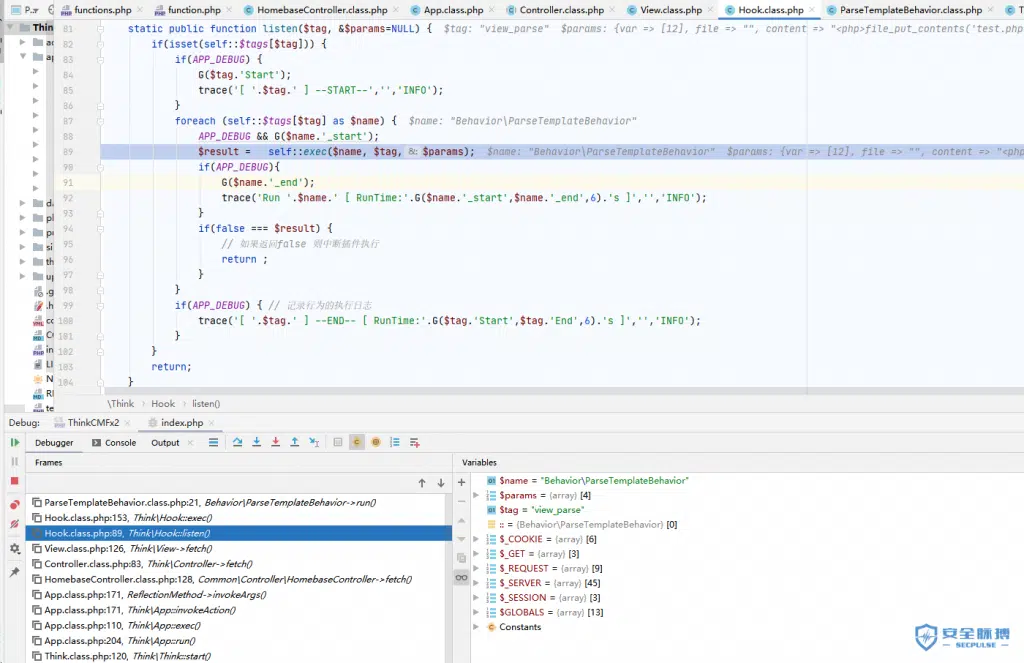 P...
functions.php
function.php
HomebaseController.class.php
App.class.php
Controller.class.php
View.class.php
Hook.class.php
ParseTemplateBehavior.class.php
Thin
81 static public function listen($tag, &$params=NULL) { $tag: "view_parse" $params: {var => [12], file => "", content => "<php>file_put_contents('test.php
82 if(isset(self::$tags[$tag])) {
83 if(APP_DEBUG) {
84 G($tag.'Start');
85 trace('[ '.$tag.' ] --START--','','INFO');
86 }
87 foreach (self::$tags[$tag] as $name) { $name: "Behavior\ParseTemplateBehavior"
88 APP_DEBUG && G($name.'_start');
89 $result = self::exec($name, $tag, &: $params); $name: "Behavior\ParseTemplateBehavior" $params: {var => [12], file => "", content => "<php
90 if(APP_DEBUG){
91 G($name.'_end');
92 trace('Run '.$name.' [ RunTime:'.G($name.'_start',$name.'_end',6).'s ]','','INFO');
93 }
94 if(false === $result) {
95 // 如果返回false 则中断插件执行
96 return ;
97 }
98 }
99 if(APP_DEBUG) { // 记录行为的执行日志
100 trace('[ '.$tag.' ] --END-- [ RunTime:'.G($tag.'Start',$tag.'End',6).'s ]','','INFO');
101 }
102 }
103 return;
104 }
\Think › Hook › listen()
Debug: ThinkCMFx2 index.php
Debugger Console Output
Frames
ParseTemplateBehavior.class.php:21, Behavior\ParseTemplateBehavior->run()
Hook.class.php:153, Think\Hook::exec()
Hook.class.php:89, Think\Hook::listen()
View.class.php:126, Think\View->fetch()
Controller.class.php:83, Think\Controller->fetch()
HomebaseController.class.php:128, Common\Controller\HomebaseController->fetch()
App.class.php:171, ReflectionMethod->invokeArgs()
App.class.php:171, Think\App::invokeAction()
App.class.php:110, Think\App::exec()
App.class.php:204, Think\App::run()
Think.class.php:120, Think\Think::start()
Variables
$name = "Behavior\ParseTemplateBehavior"
$params = {array} [4]
$tag = "view_parse"
:: = {Behavior\ParseTemplateBehavior} [0]
$_COOKIE = {array} [6]
$_GET = {array} [3]
$_REQUEST = {array} [9]
$_SERVER = {array} [45]
$_SESSION = {array} [3]
$GLOBALS = {array} [13]
Constants
安全脉搏
SECPULSE